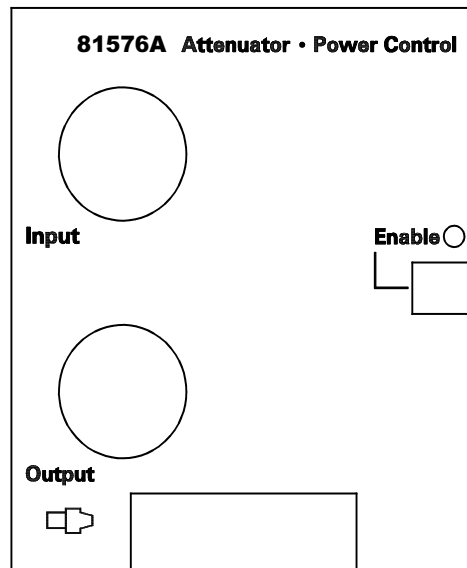 81576A Attenuator • Power Control
Input
Enable
Output